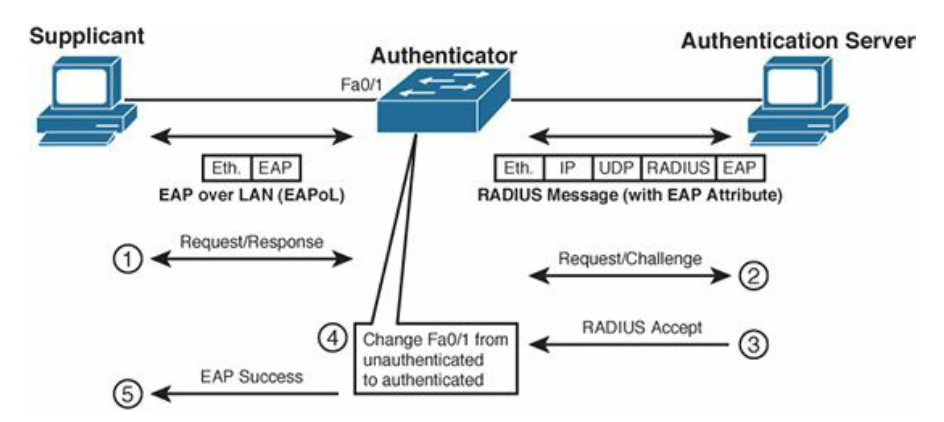 Supplicant
Authenticator
Authentication Server
Fa0/1
Eth. EAP
EAP over LAN (EAPoL)
Eth. IP UDP RADIUS EAP
RADIUS Message (with EAP Attribute)
1 Request/Response
Request/Challenge 2
RADIUS Accept 3
4 Change Fa0/1 from
unauthenticated
to authenticated
5 EAP Success